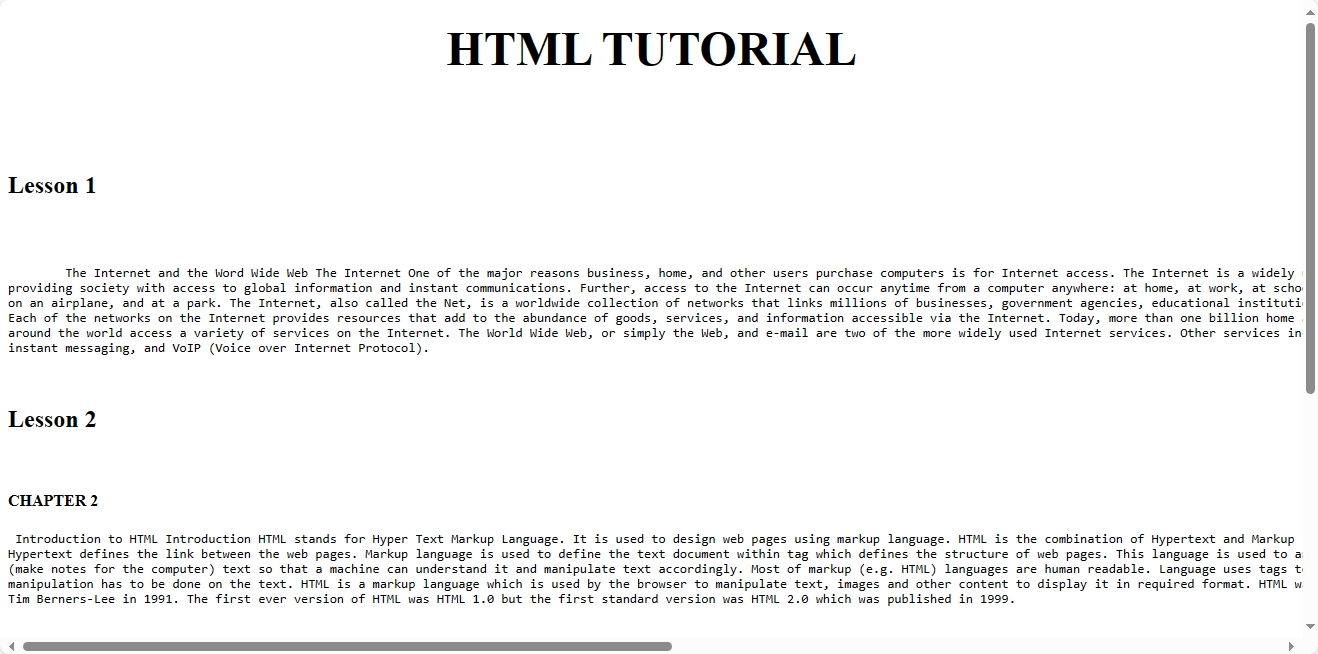 HTML TUTORIAL
Lesson 1
The Internet and the Word Wide Web The Internet One of the major reasons business, home, and other users purchase computers is for Internet access. The Internet is a widely
providing society with access to global information and instant communications. Further, access to the Internet can occur anytime from a computer anywhere: at home, at work, at
on an airplane, and at a park. The Internet, also called the Net, is a worldwide collection of networks that links millions of businesses, government agencies, educational
Each of the networks on the Internet provides resources that add to the abundance of goods, services, and information accessible via the Internet. Today, more than one billion home
around the world access a variety of services on the Internet. The World Wide Web, or simply the Web, and e-mail are two of the more widely used Internet services. Other services
instant messaging, and VoIP (Voice over Internet Protocol).
Lesson 2
CHAPTER 2
Introduction to HTML Introduction HTML stands for Hyper Text Markup Language. It is used to design web pages using markup language. HTML is the combination of Hypertext and Markup
Hypertext defines the link between the web pages. Markup language is used to define the text document within tag which defines the structure of web pages. This language is used to
(make notes for the computer) text so that a machine can understand it and manipulate text accordingly. Most of markup (e.g. HTML) languages are human readable. Language uses tags
manipulation has to be done on the text. HTML is a markup language which is used by the browser to manipulate text, images and other content to display it in required format. HTML
Tim Berners-Lee in 1991. The first ever version of HTML was HTML 1.0 but the first standard version was HTML 2.0 which was published in 1999.